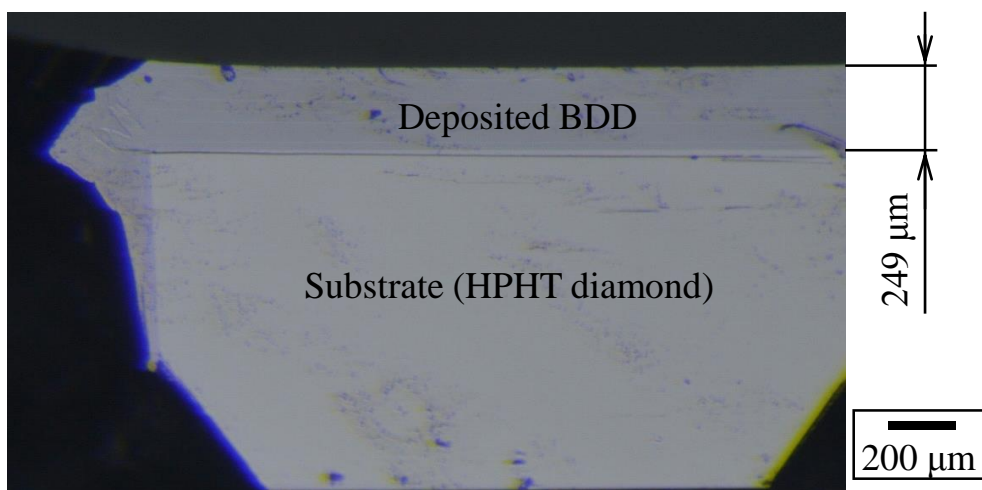 Deposited BDD
Substrate (HPHT diamond)
249 μm
200 μm